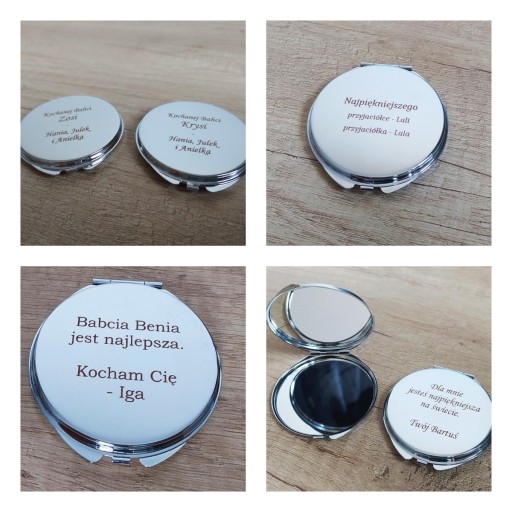 Kochanej Babci
Zosi
-
Hania, Julek
i Anielka
Kochanej Babci
Krysi
-
Hania, Julek
i Anielka
Najpiękniejszego
przyjaciółce - Luli
przyjaciółka - Lala
Babcia Benia
jest najlepsza.
Kocham Cię
- Iga
Dla mnie
jesteś najpiękniejsza
na świecie.
Twój Bartuś